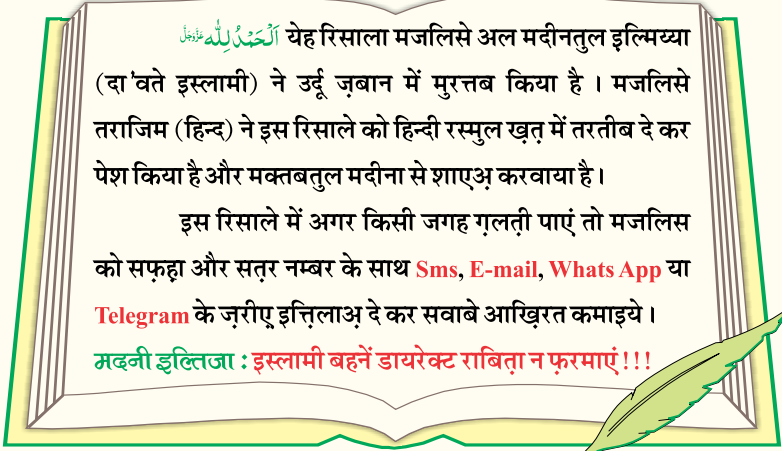 اَلْحَمْدُ لِلّٰہ عَزَّوَجَلَّ येह रिसाला मजलिसे अल मदीनतुल इल्मिय्या
(दा'वते इस्लामी) ने उर्दू ज़बान में मुरत्तब किया है । मजलिसे
तराजिम (हिन्द) ने इस रिसाले को हिन्दी रस्मुल ख़त़ में तरतीब दे कर
पेश किया है और मक्तबतुल मदीना से शाएअ़ करवाया है ।
इस रिसाले में अगर किसी जगह ग़लत़ी पाएं तो मजलिस
को सफ़ह़ा और सत़र नम्बर के साथ Sms, E-mail, Whats App या
Telegram के ज़रीए़ इत्त़िलाअ़ दे कर सवाबे आख़िरत कमाइये ।
मदनी इल्तिजा : इस्लामी बहनें डायरेक्ट राबित़ा न फ़रमाएं !!!